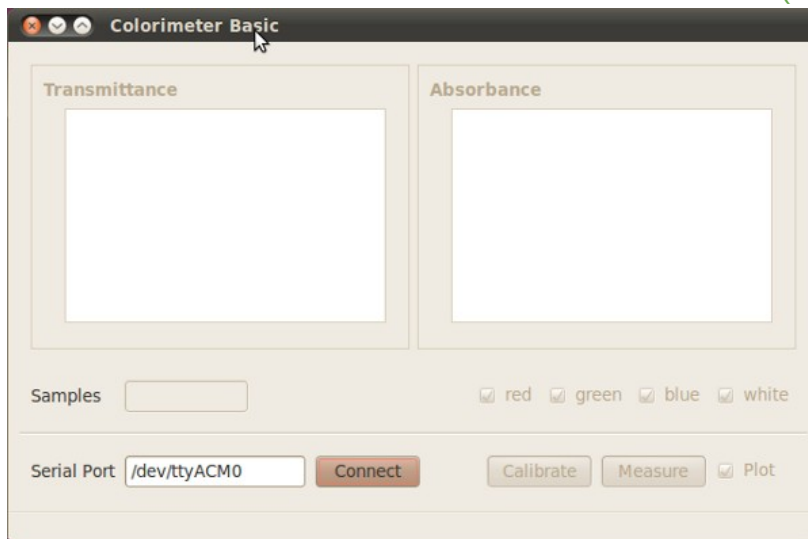 Colorimeter Basic
Transmittance Absorbance
Samples red green blue white
Serial Port /dev/ttyACM0 Connect Calibrate Measure Plot